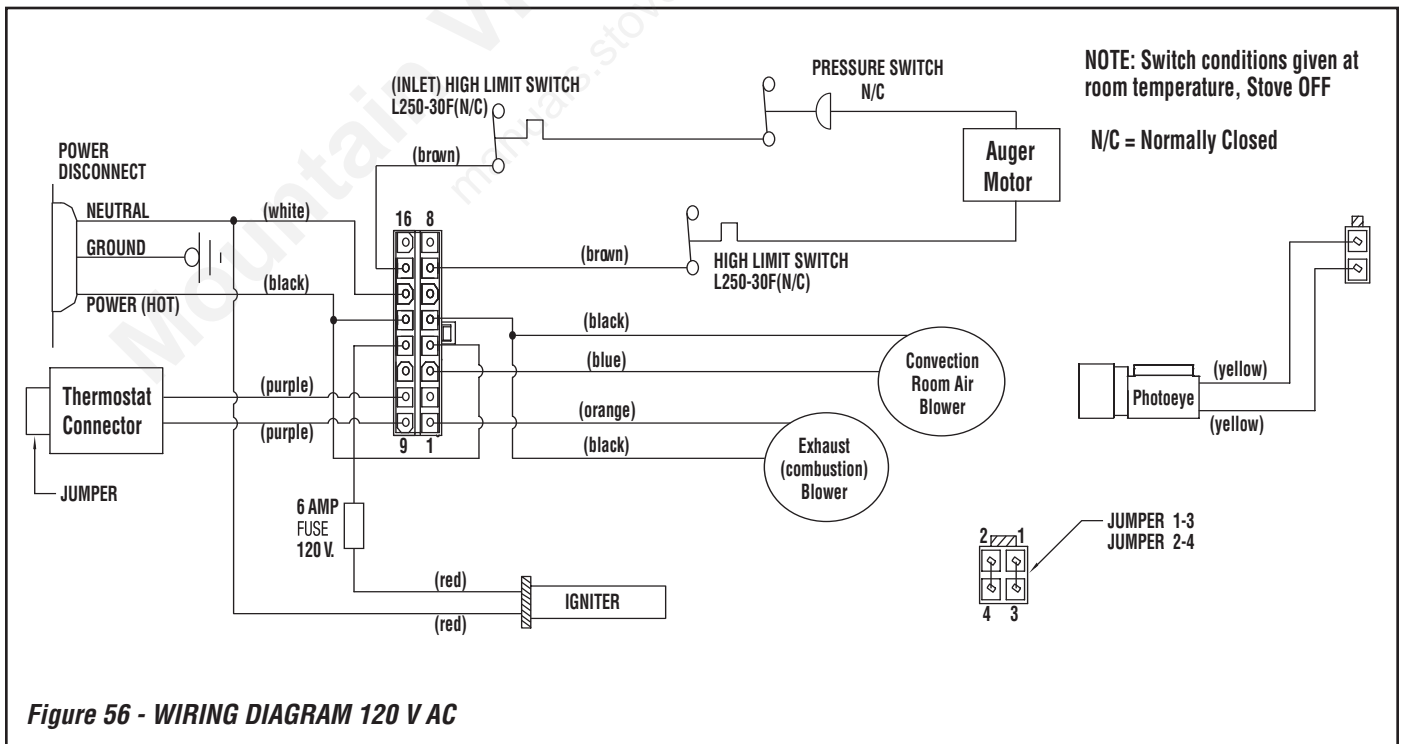 Mountain V
manuals.stov
NOTE: Switch conditions given at
room temperature, Stove OFF
N/C = Normally Closed
(INLET) HIGH LIMIT SWITCH
L250-30F(N/C)
PRESSURE SWITCH
N/C
Auger
Motor
(brown)
POWER
DISCONNECT
NEUTRAL
(white)
GROUND
(black)
POWER (HOT)
16 8
(brown)
HIGH LIMIT SWITCH
L250-30F(N/C)
(black)
(blue)
Convection
Room Air
Blower
Thermostat
Connector
(purple)
(purple)
JUMPER
9 1
(orange)
(black)
Exhaust
(combustion)
Blower
(yellow)
Photoeye
(yellow)
6 AMP
FUSE
120 V.
(red)
IGNITER
(red)
2 1
4 3
JUMPER 1-3
JUMPER 2-4
Figure 56 - WIRING DIAGRAM 120 V AC